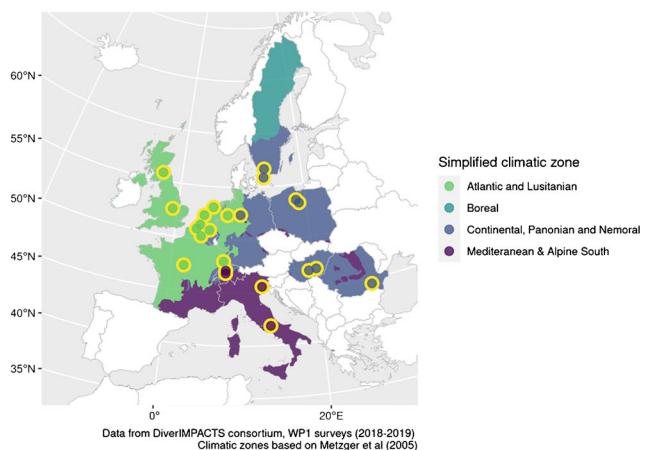 60°N
55°N
50°N
45°N
40°N
35°N
0°
20°E
Simplified climatic zone
Atlantic and Lusitanian
Boreal
Continental, Panonian and Nemoral
Mediteranean & Alpine South
Data from DiverIMPACTS consortium, WP1 surveys (2018-2019)
Climatic zones based on Metzger et al (2005)